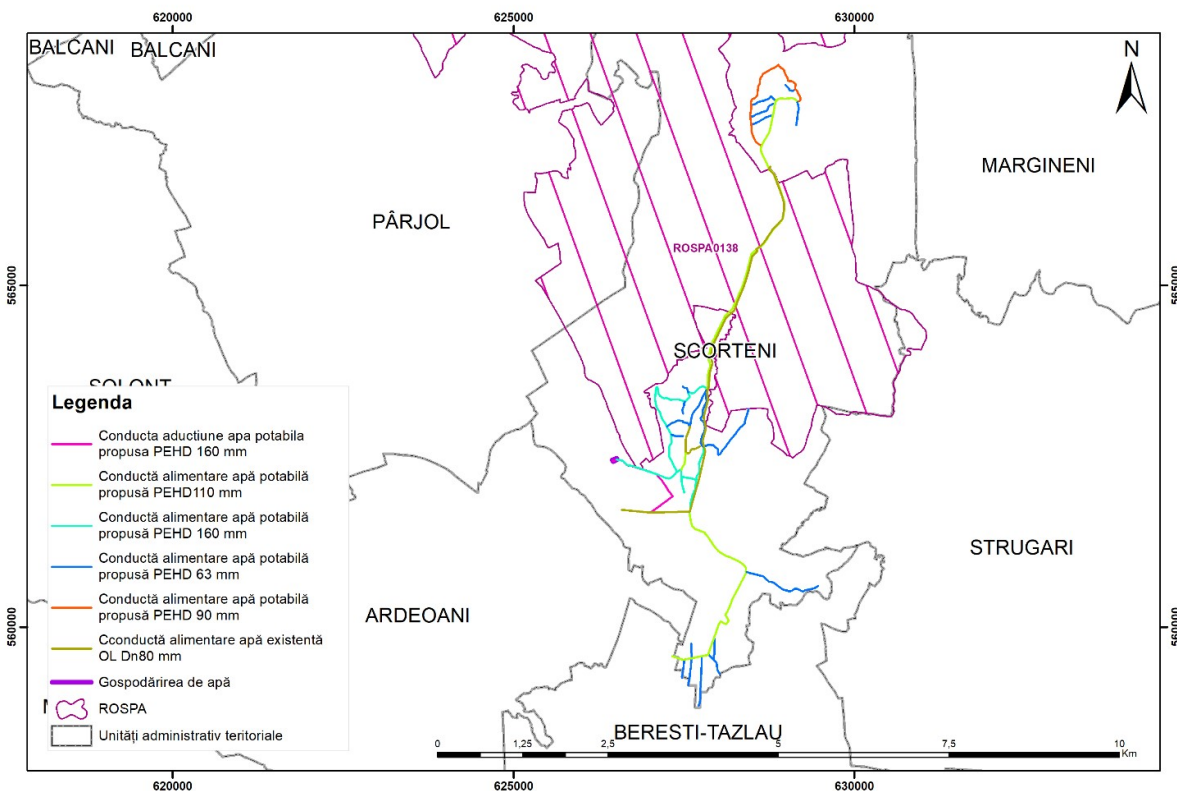 620000
625000
630000
BALCANI
BALCANI
N
MARGINENI
PÂRJOL
ROSPA0138
565000
565000
SCORTENI
SOLONT
Legenda
Conducta aductiune apa potabila
propusa PEHD 160 mm
Conductă alimentare apă potabilă
propusă PEHD110 mm
Conductă alimentare apă potabilă
propusă PEHD 160 mm
Conductă alimentare apă potabilă
propusă PEHD 63 mm
Conductă alimentare apă potabilă
propusă PEHD 90 mm
Cconductă alimentare apă existentă
OL Dn80 mm
Gospodărirea de apă
ROSPA
Unități administrativ teritoriale
STRUGARI
ARDEOANI
560000
560000
BERESTI-TAZLAU
0 1,25 2,5 5 7,5 10
Km
620000
625000
630000